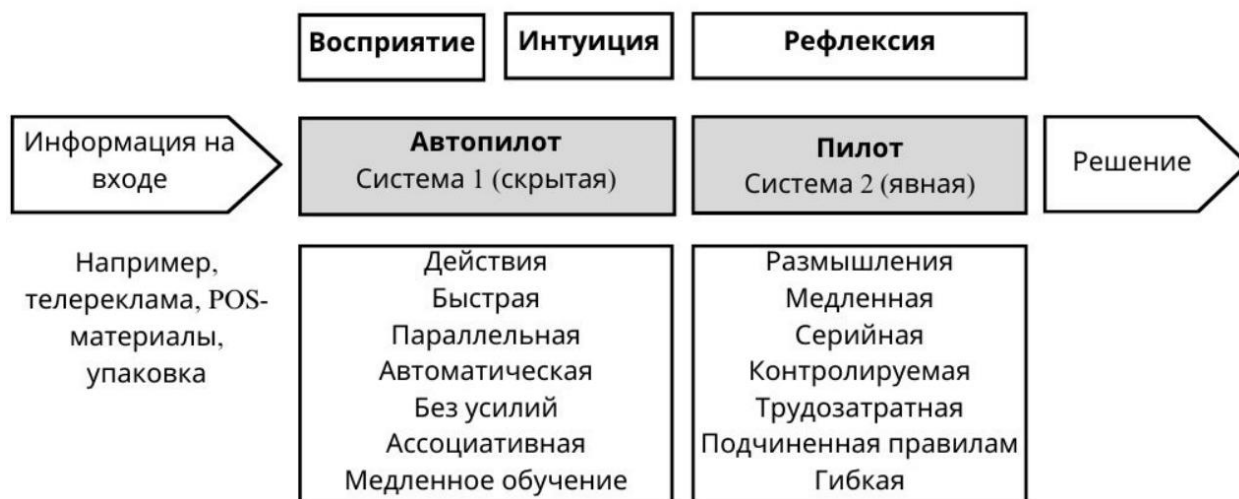 Восприятие
Интуиция
Рефлексия
Информация на
входе
Автопилот
Система 1 (скрытая)
Пилот
Система 2 (явная)
Решение
Например,
телереклама, POS-
материалы,
упаковка
Действия
Быстрая
Параллельная
Автоматическая
Без усилий
Ассоциативная
Медленное обучение
Размышления
Медленная
Серийная
Контролируемая
Трудозатратная
Подчиненная правилам
Гибкая